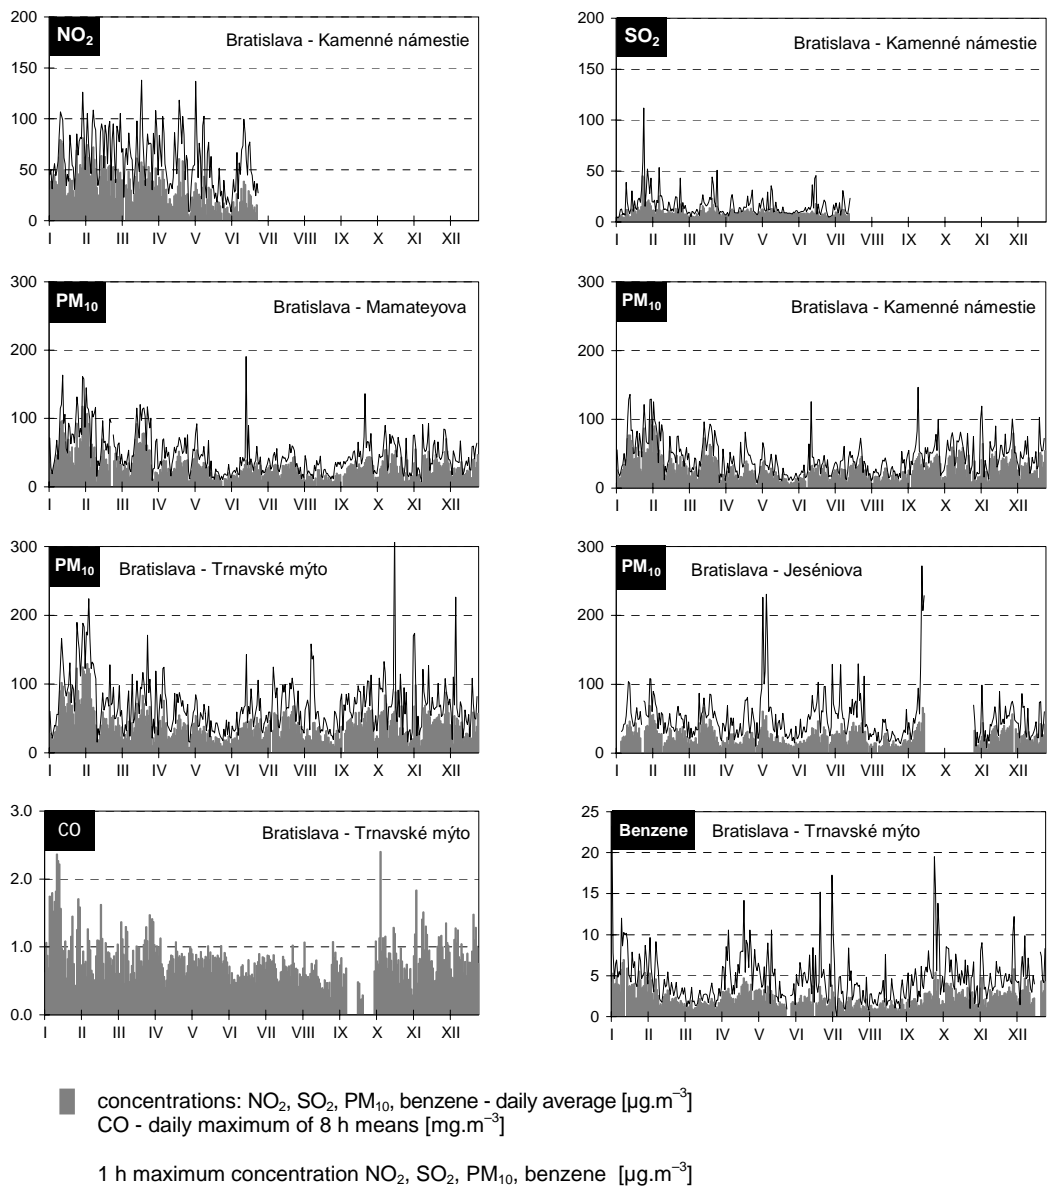 NO₂ Bratislava - Kamenné námestie
200
150
100
50
0
I II III IV V VI VII VIII IX X XI XII
SO₂ Bratislava - Kamenné námestie
200
150
100
50
0
I II III IV V VI VII VIII IX X XI XII
PM₁₀ Bratislava - Mamateyova
300
200
100
0
I II III IV V VI VII VIII IX X XI XII
PM₁₀ Bratislava - Kamenné námestie
300
200
100
0
I II III IV V VI VII VIII IX X XI XII
PM₁₀ Bratislava - Trnavské mýto
300
200
100
0
I II III IV V VI VII VIII IX X XI XII
PM₁₀ Bratislava - Jeséniova
300
200
100
0
I II III IV V VI VII VIII IX X XI XII
CO Bratislava - Trnavské mýto
3.0
2.0
1.0
0.0
I II III IV V VI VII VIII IX X XI XII
Benzene Bratislava - Trnavské mýto
25
20
15
10
5
0
I II III IV V VI VII VIII IX X XI XII
concentrations: NO₂, SO₂, PM₁₀, benzene - daily average [µg.m⁻³]
CO - daily maximum of 8 h means [mg.m⁻³]
1 h maximum concentration NO₂, SO₂, PM₁₀, benzene [µg.m⁻³]